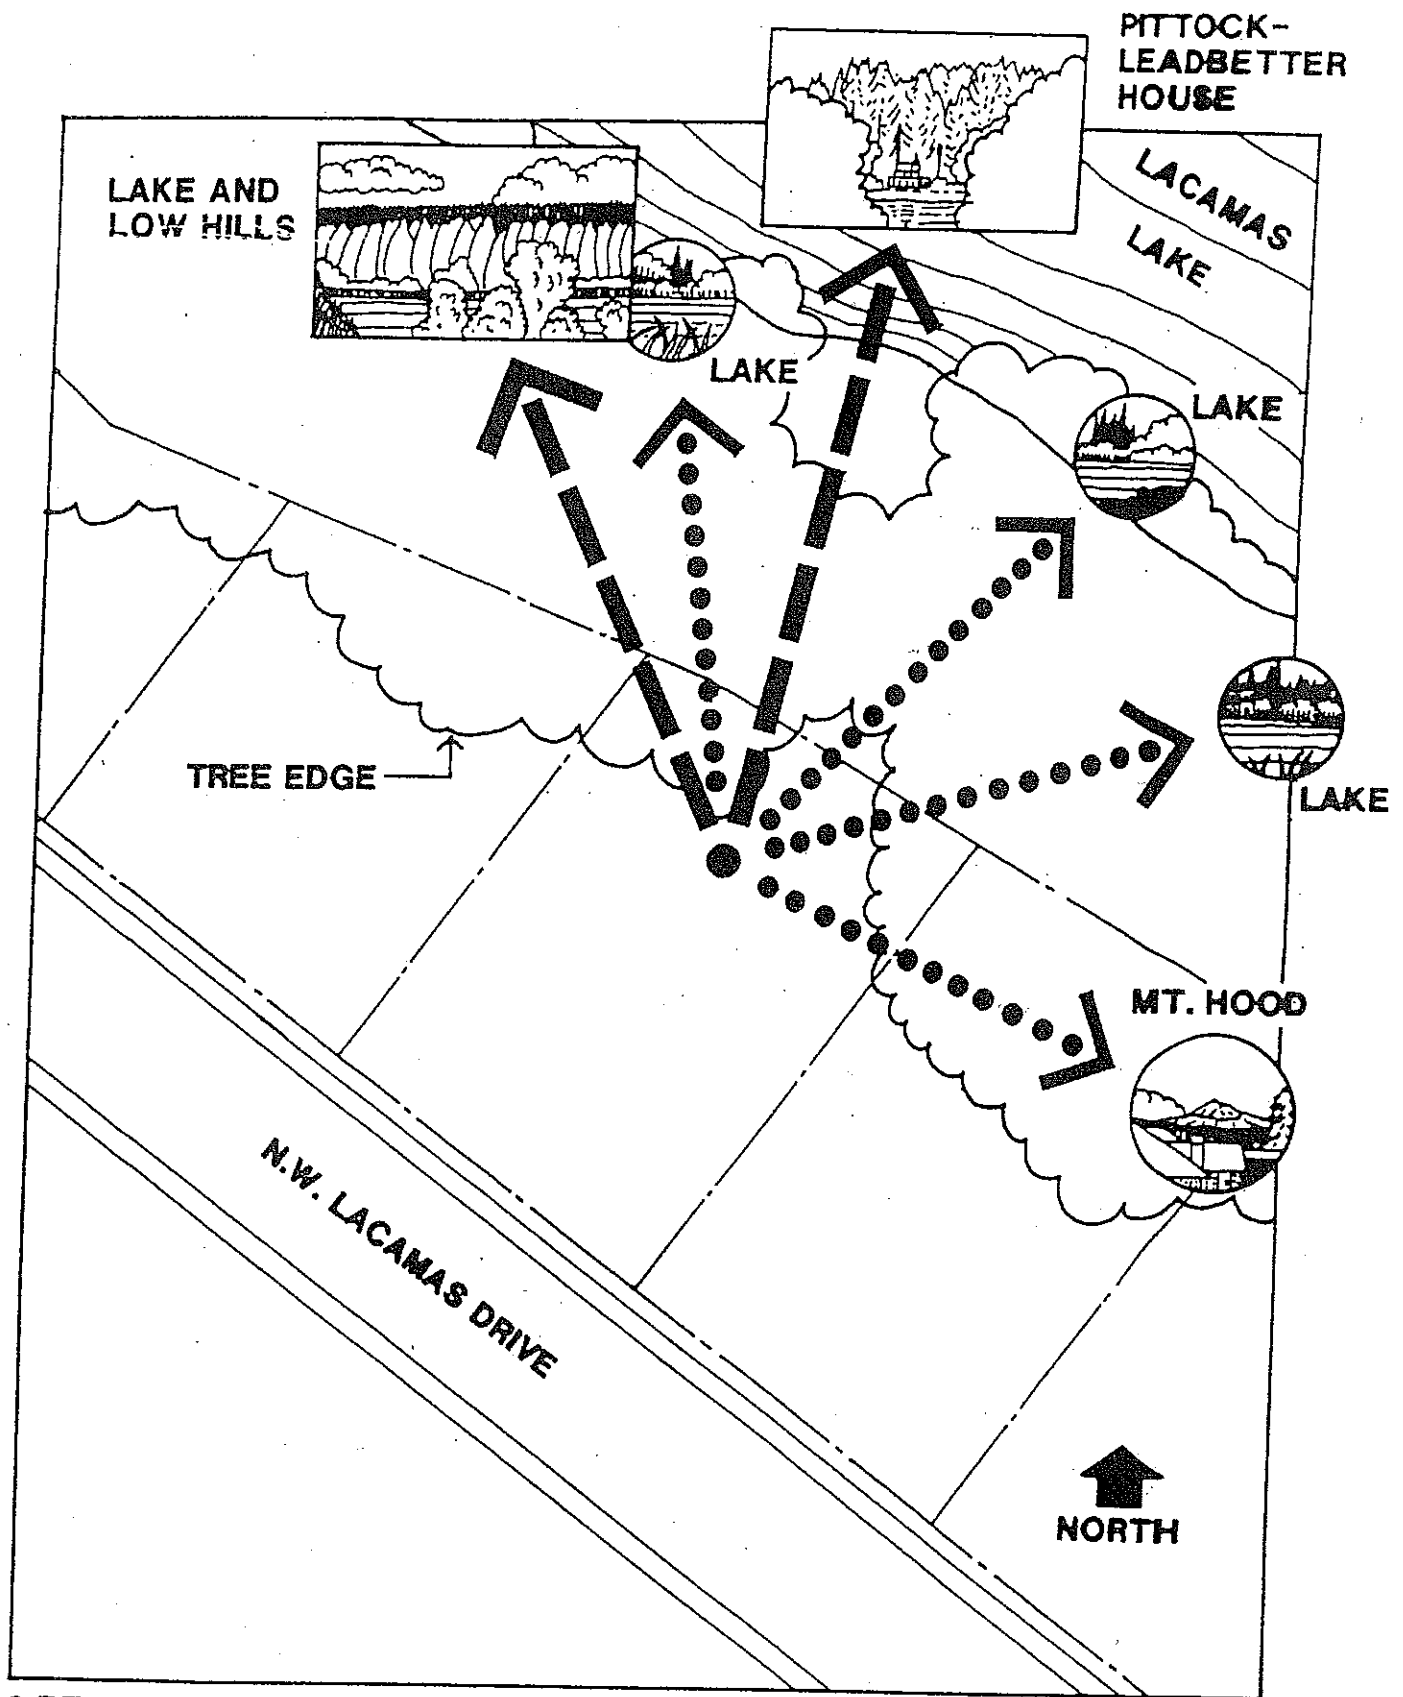 PITTOCK-
LEADBETTER
HOUSE
LACAMAS
LAKE
LAKE AND
LOW HILLS
LAKE
LAKE
LAKE
TREE EDGE
MT. HOOD
N.W. LACAMAS DRIVE
NORTH